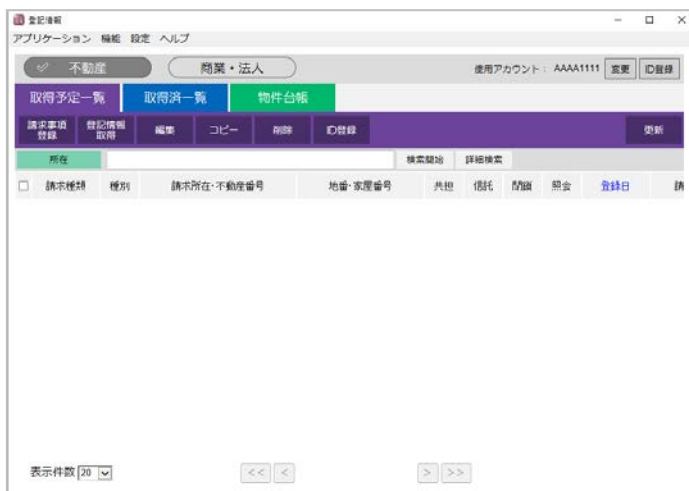 登記情報
アプリケーション 機能 設定 ヘルプ
不動産 商業・法人 使用アカウント： AAAA1111 変更 ID登録
取得予定一覧 取得済一覧 物件台帳
請求事項登録 登記情報取得 編集 コピー 削除 ID登録 更新
所在 検索開始 詳細検索
請求種類 種別 請求所在・不動産番号 地番・家屋番号 共担 信託 閉鎖 照会 登録日 請
表示件数 20 << < > >>